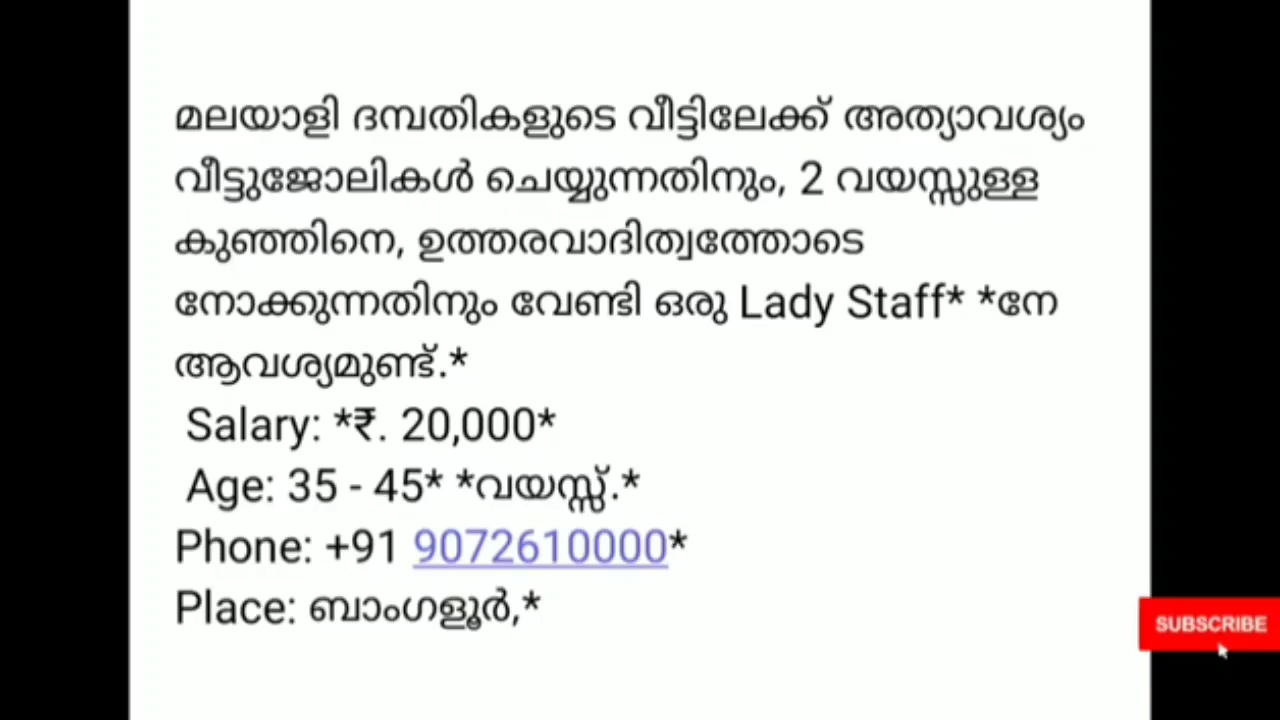 മലയാളി ദമ്പതികളുടെ വീട്ടിലേക്ക് അത്യാവശ്യം
വീട്ടുജോലികൾ ചെയ്യുന്നതിനും, 2 വയസ്സുള്ള
കുഞ്ഞിനെ, ഉത്തരവാദിത്വത്തോടെ
നോക്കുന്നതിനും വേണ്ടി ഒരു Lady Staff* *നേ
ആവശ്യമുണ്ട്.*
Salary: *₹. 20,000*
Age: 35 - 45* *വയസ്സ്.*
Phone: +91 9072610000*
Place: ബാംഗളൂർ,*
SUBSCRIBE